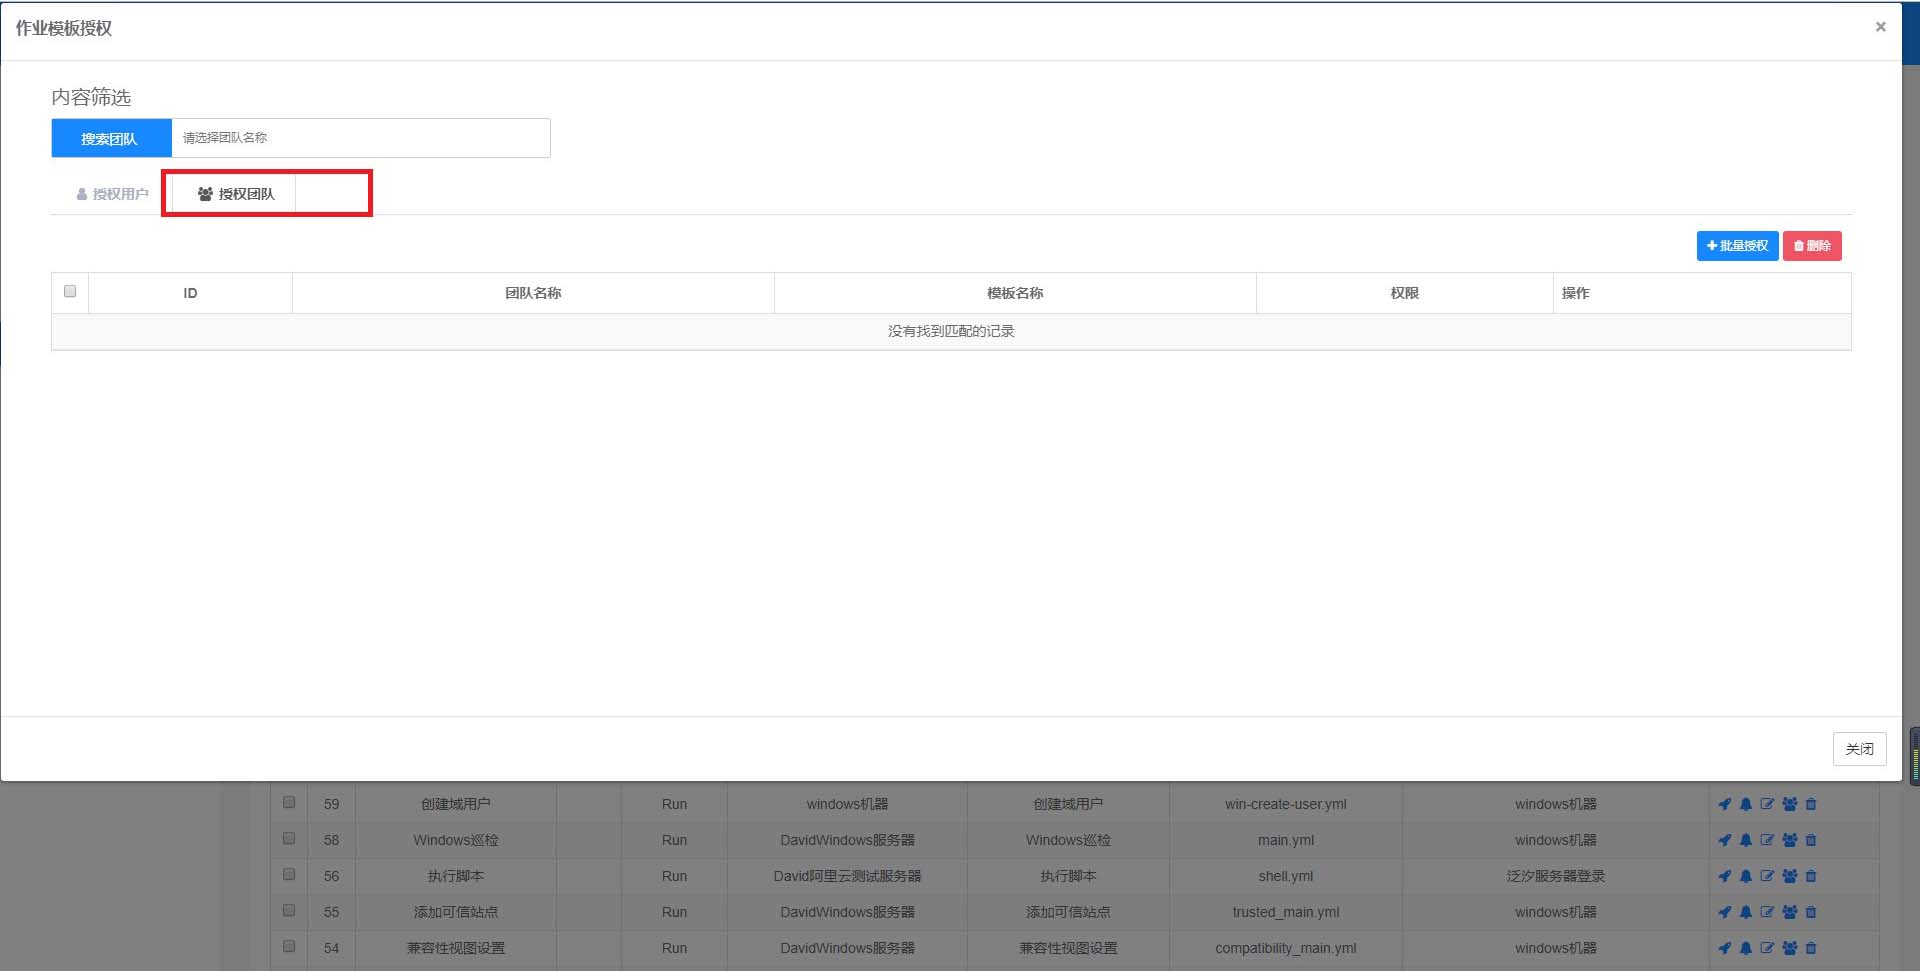 作业模板授权
×
内容筛选
搜索团队 请选择团队名称
授权用户 授权团队
批量授权 删除
ID 团队名称 模板名称 权限 操作
没有找到匹配的记录
关闭
59 创建域用户 Run windows机器 创建域用户 win-create-user.yml windows机器
58 Windows巡检 Run DavidWindows服务器 Windows巡检 main.yml windows机器
56 执行脚本 Run David阿里云测试服务器 执行脚本 shell.yml 泛汐服务器登录
55 添加可信站点 Run DavidWindows服务器 添加可信站点 trusted_main.yml windows机器
54 兼容性视图设置 Run DavidWindows服务器 兼容性视图设置 compatibility_main.yml windows机器